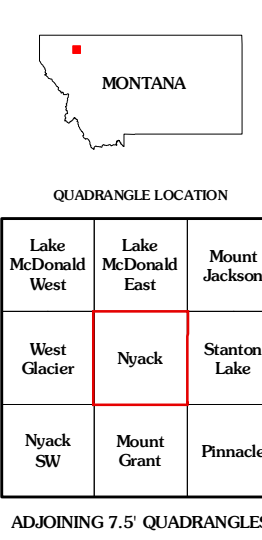 MONTANA
QUADRANGLE LOCATION
Lake
McDonald
West
Lake
McDonald
East
Mount
Jackson
West
Glacier
Nyack
Stanton
Lake
Nyack
SW
Mount
Grant
Pinnacle
ADJOINING 7.5' QUADRANGLES